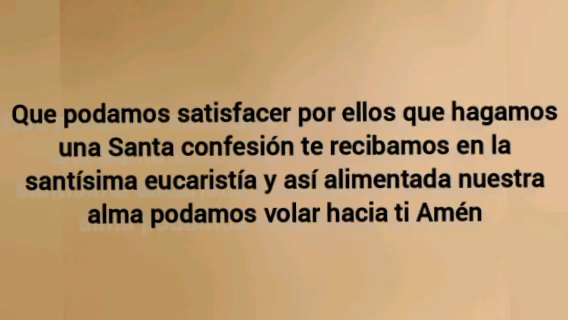 Que podamos satisfacer por ellos que hagamos
una Santa confesión te recibamos en la
santísima eucaristía y así alimentada nuestra
alma podamos volar hacia ti Amén